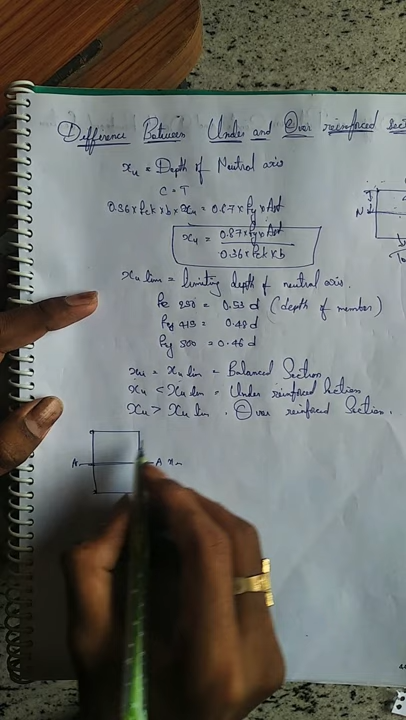 Difference Between Under and Over reinforced sect
xu = Depth of Neutral axis
C = T
0.36 x fck x b x xu = 0.87 x fy x Ast
xu = 0.87 x fy x Ast
0.36 x fck x b
xu lim = limiting depth of neutral axis.
Fe 250 = 0.53 d (depth of member)
fy 415 = 0.48 d
fy 500 = 0.46 d
xu = xu lim = Balanced Section
xu < xu lim = Under reinforced Section
xu > xu lim . Over reinforced Section.
N
A